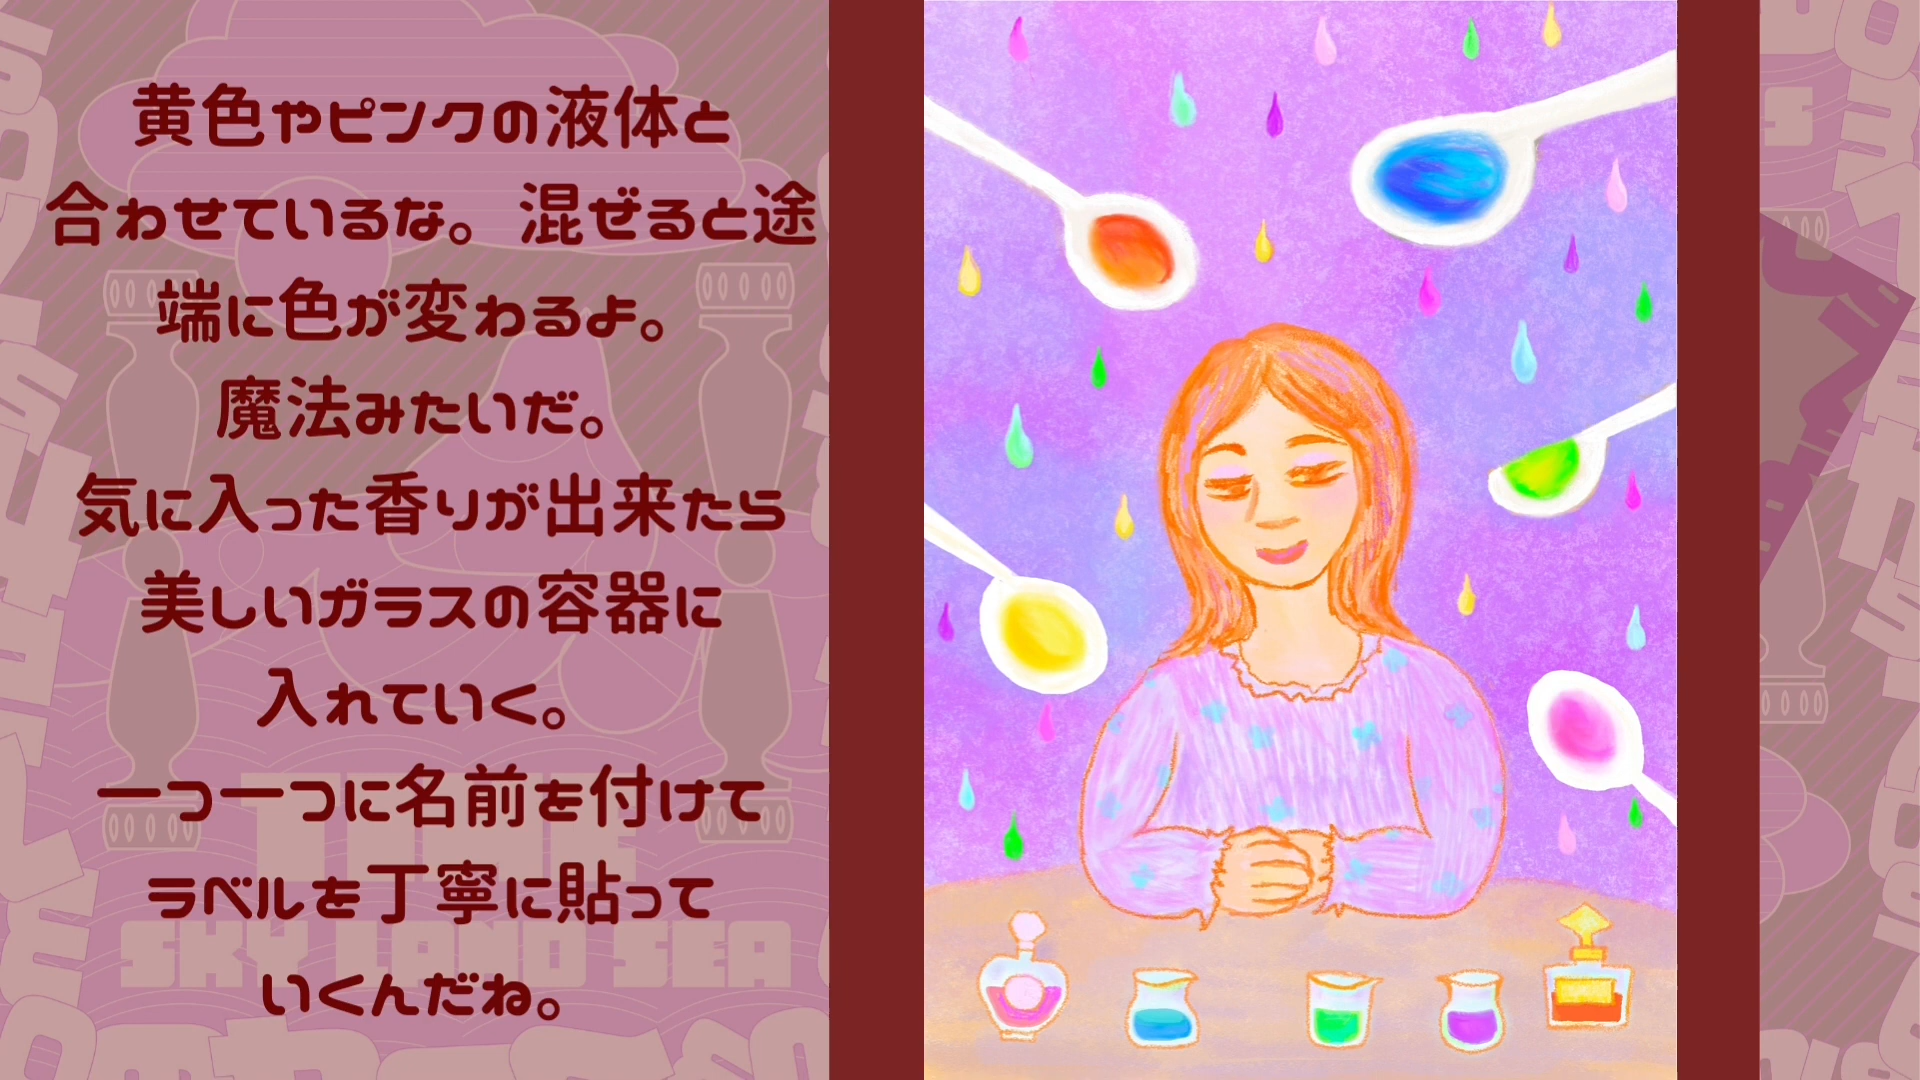 黄色やピンクの液体と
合わせているな。混ぜると途
端に色が変わるよ。
魔法みたいだ。
気に入った香りが出来たら
美しいガラスの容器に
入れていく。
一つ一つに名前を付けて
ラベルを丁寧に貼って
いくんだね。
TIME
SKY LAND SEA